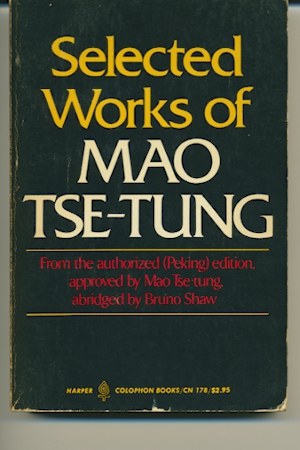 Selected
Works of
MAO
TSE-TUNG
From the authorized (Peking) edition,
approved by Mao Tse-tung,
abridged by Bruno Shaw
HARPER COLOPHON BOOKS/CN 178/$2.95